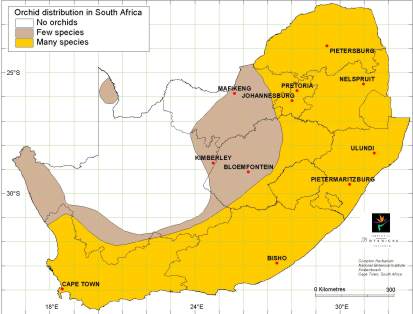 Orchid distribution in South Africa
No orchids
Few species
Many species
PIETERSBURG
25°S
NELSPRUIT
MAFIKENG
PRETORIA
JOHANNESBURG
ULUNDI
KIMBERLEY
BLOEMFONTEIN
PIETERMARITZBURG
30°S
BISHO
CAPE TOWN
Compton Herbarium
National Botanical Institute
Kirstenbosch
Cape Town, South Africa
0 Kilometres 300
18°E 24°E 30°E